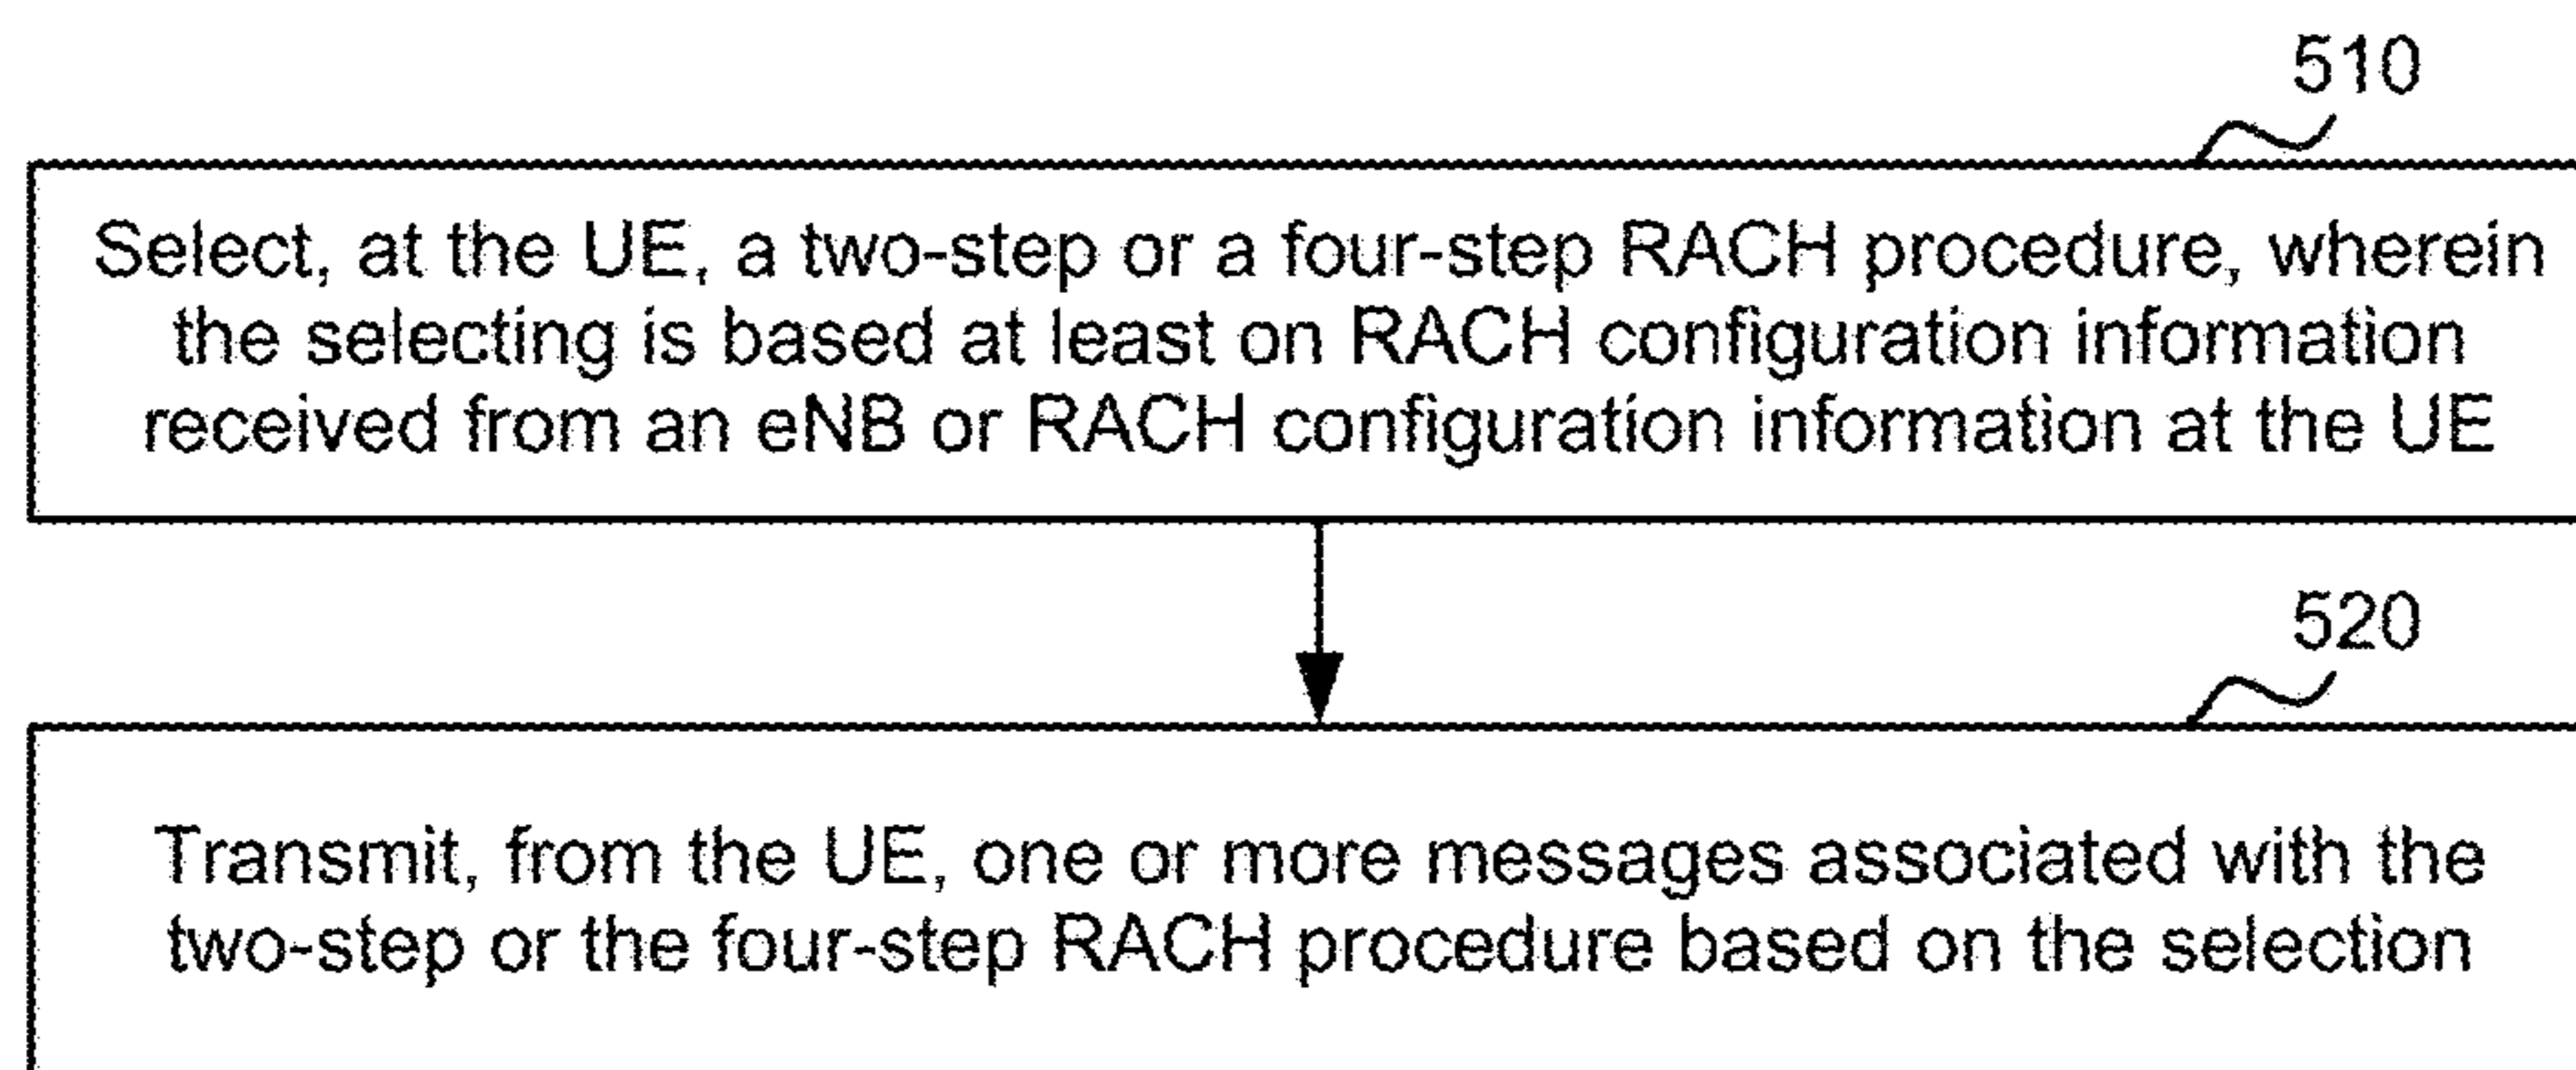 510
Select, at the UE, a two-step or a four-step RACH procedure, wherein
the selecting is based at least on RACH configuration information
received from an eNB or RACH configuration information at the UE
520
Transmit, from the UE, one or more messages associated with the
two-step or the four-step RACH procedure based on the selection